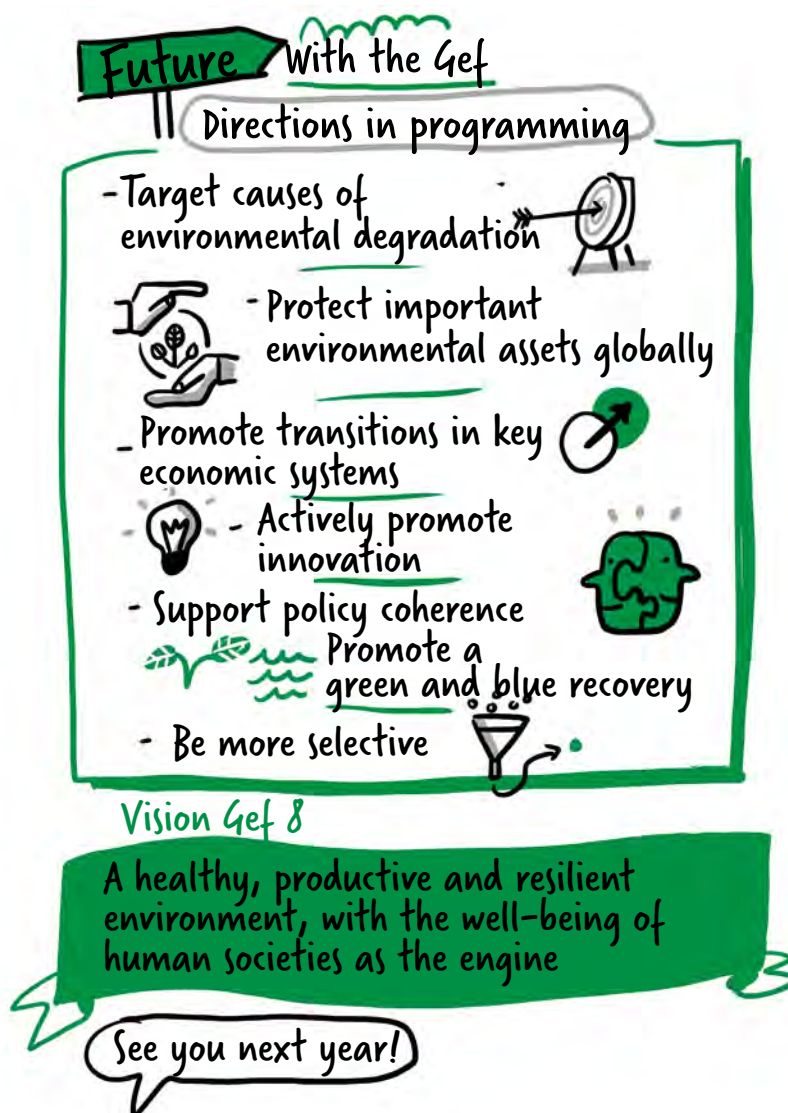 Future With the Gef
Directions in programming
-Target causes of
environmental degradation
- Protect important
environmental assets globally
- Promote transitions in key
economic systems
- Actively promote
innovation
- Support policy coherence
Promote a
green and blue recovery
- Be more selective
Vision Gef 8
A healthy, productive and resilient
environment, with the well-being of
human societies as the engine
See you next year!